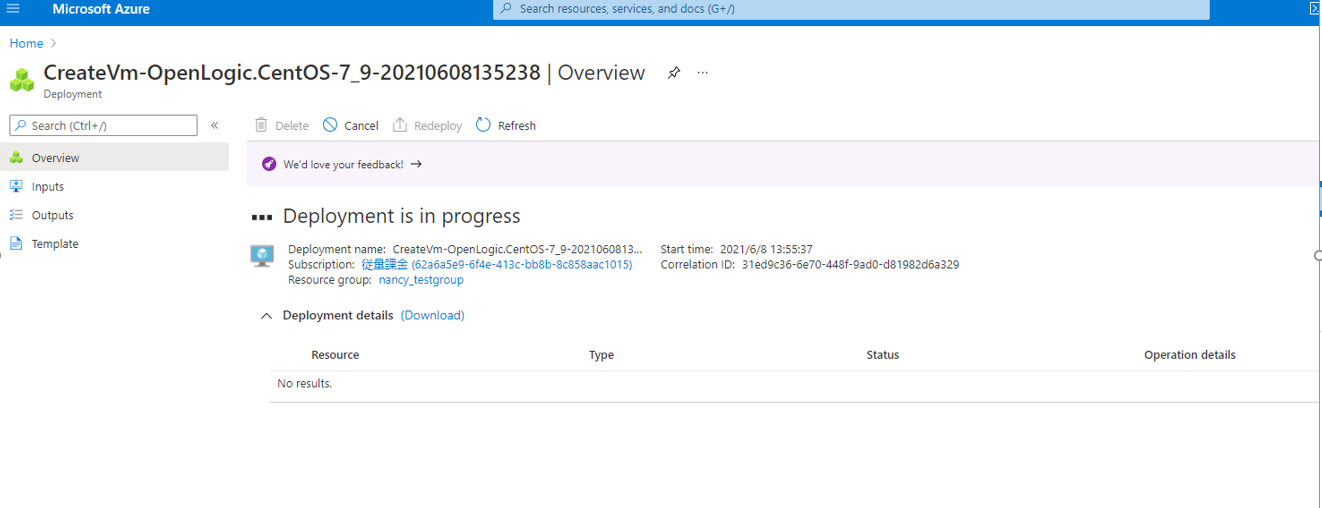 Microsoft Azure
Search resources, services, and docs (G+/)
Home
CreateVm-OpenLogic.CentOS-7_9-20210608135238 | Overview
Deployment
Search (Ctrl+/)
Delete
Cancel
Redeploy
Refresh
Overview
Inputs
Outputs
Template
We'd love your feedback!
Deployment is in progress
Deployment name: CreateVm-OpenLogic.CentOS-7_9-2021060813...
Subscription: 従量課金 (62a6a5e9-6f4e-413c-bb8b-8c858aac1015)
Resource group: nancy_testgroup
Start time: 2021/6/8 13:55:37
Correlation ID: 31ed9c36-6e70-448f-9ad0-d81982d6a329
Deployment details (Download)
Resource Type Status Operation details
No results.